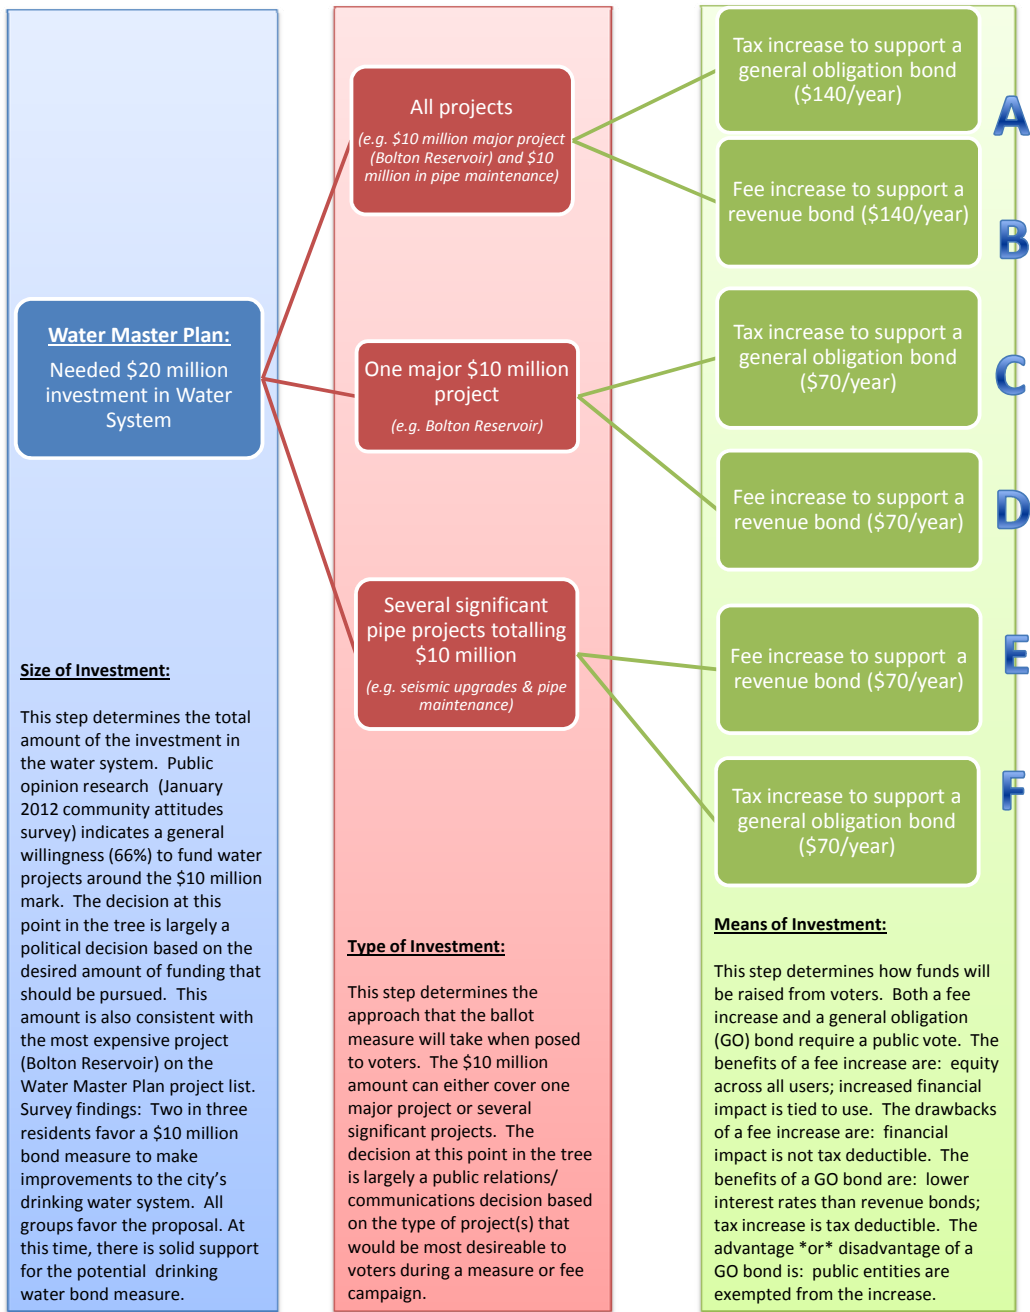 Water Master Plan:
Needed $20 million
investment in Water
System
Size of Investment:
This step determines the total
amount of the investment in
the water system.  Public
opinion research  (January
2012 community attitudes
survey) indicates a general
willingness (66%) to fund water
projects around the $10 million
mark.  The decision at this
point in the tree is largely a
political decision based on the
desired amount of funding that
should be pursued.  This
amount is also consistent with
the most expensive project
(Bolton Reservoir) on the
Water Master Plan project list.
Survey findings:  Two in three
residents favor a $10 million
bond measure to make
improvements to the city's
drinking water system.  All
groups favor the proposal. At
this time, there is solid support
for the potential  drinking
water bond measure.
All projects
(e.g. $10 million major project
(Bolton Reservoir) and $10
million in pipe maintenance)
One major $10 million
project
(e.g. Bolton Reservoir)
Several significant
pipe projects totalling
$10 million
(e.g. seismic upgrades & pipe
maintenance)
Type of Investment:
This step determines the
approach that the ballot
measure will take when posed
to voters.  The $10 million
amount can either cover one
major project or several
significant projects.  The
decision at this point in the tree
is largely a public relations/
communications decision based
on the type of project(s) that
would be most desireable to
voters during a measure or fee
campaign.
Tax increase to support a
general obligation bond
($140/year)
A
Fee increase to support a
revenue bond ($140/year)
B
Tax increase to support a
general obligation bond
($70/year)
C
Fee increase to support a
revenue bond ($70/year)
D
Fee increase to support  a
revenue bond ($70/year)
E
Tax increase to support a
general obligation bond
($70/year)
F
Means of Investment:
This step determines how funds will
be raised from voters.  Both a fee
increase and a general obligation
(GO) bond require a public vote.  The
benefits of a fee increase are:  equity
across all users; increased financial
impact is tied to use.  The drawbacks
of a fee increase are:  financial
impact is not tax deductible.  The
benefits of a GO bond are:  lower
interest rates than revenue bonds;
tax increase is tax deductible.  The
advantage *or* disadvantage of a
GO bond is:  public entities are
exempted from the increase.